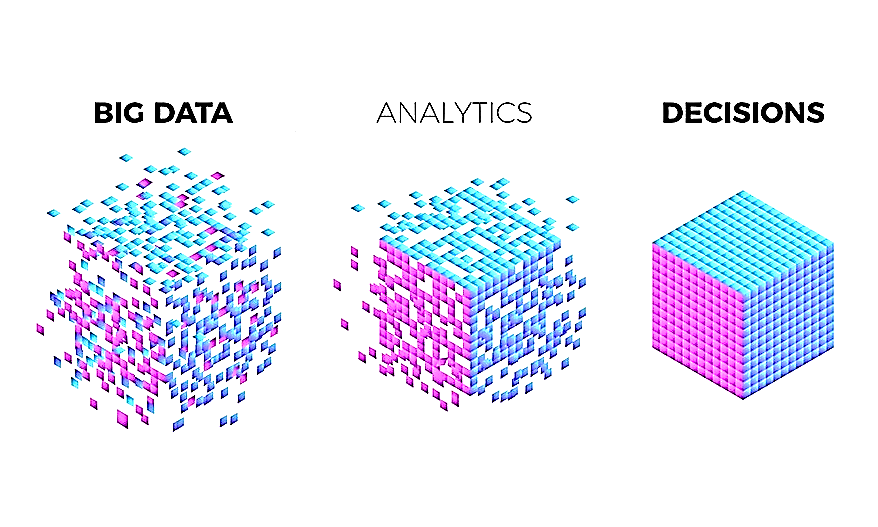 BIG DATA
ANALYTICS
DECISIONS